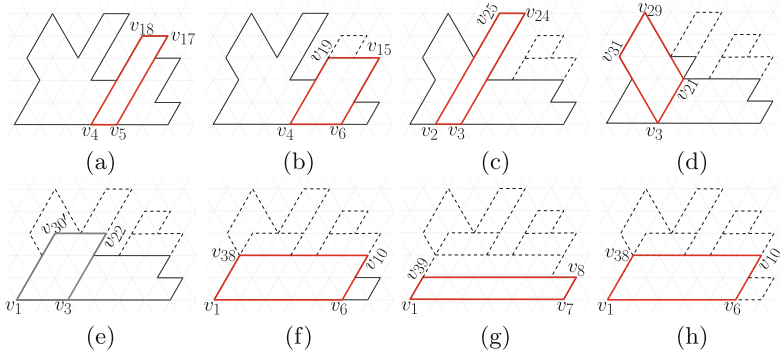 v18 v17 v4 v5
(a)
v19 v15 v4 v6
(b)
v25 v24 v2 v3
(c)
v29 v31 v21 v3
(d)
v30′ v22 v1 v3
(e)
v38 v10 v1 v6
(f)
v39 v8 v1 v7
(g)
v38 v10 v1 v6
(h)